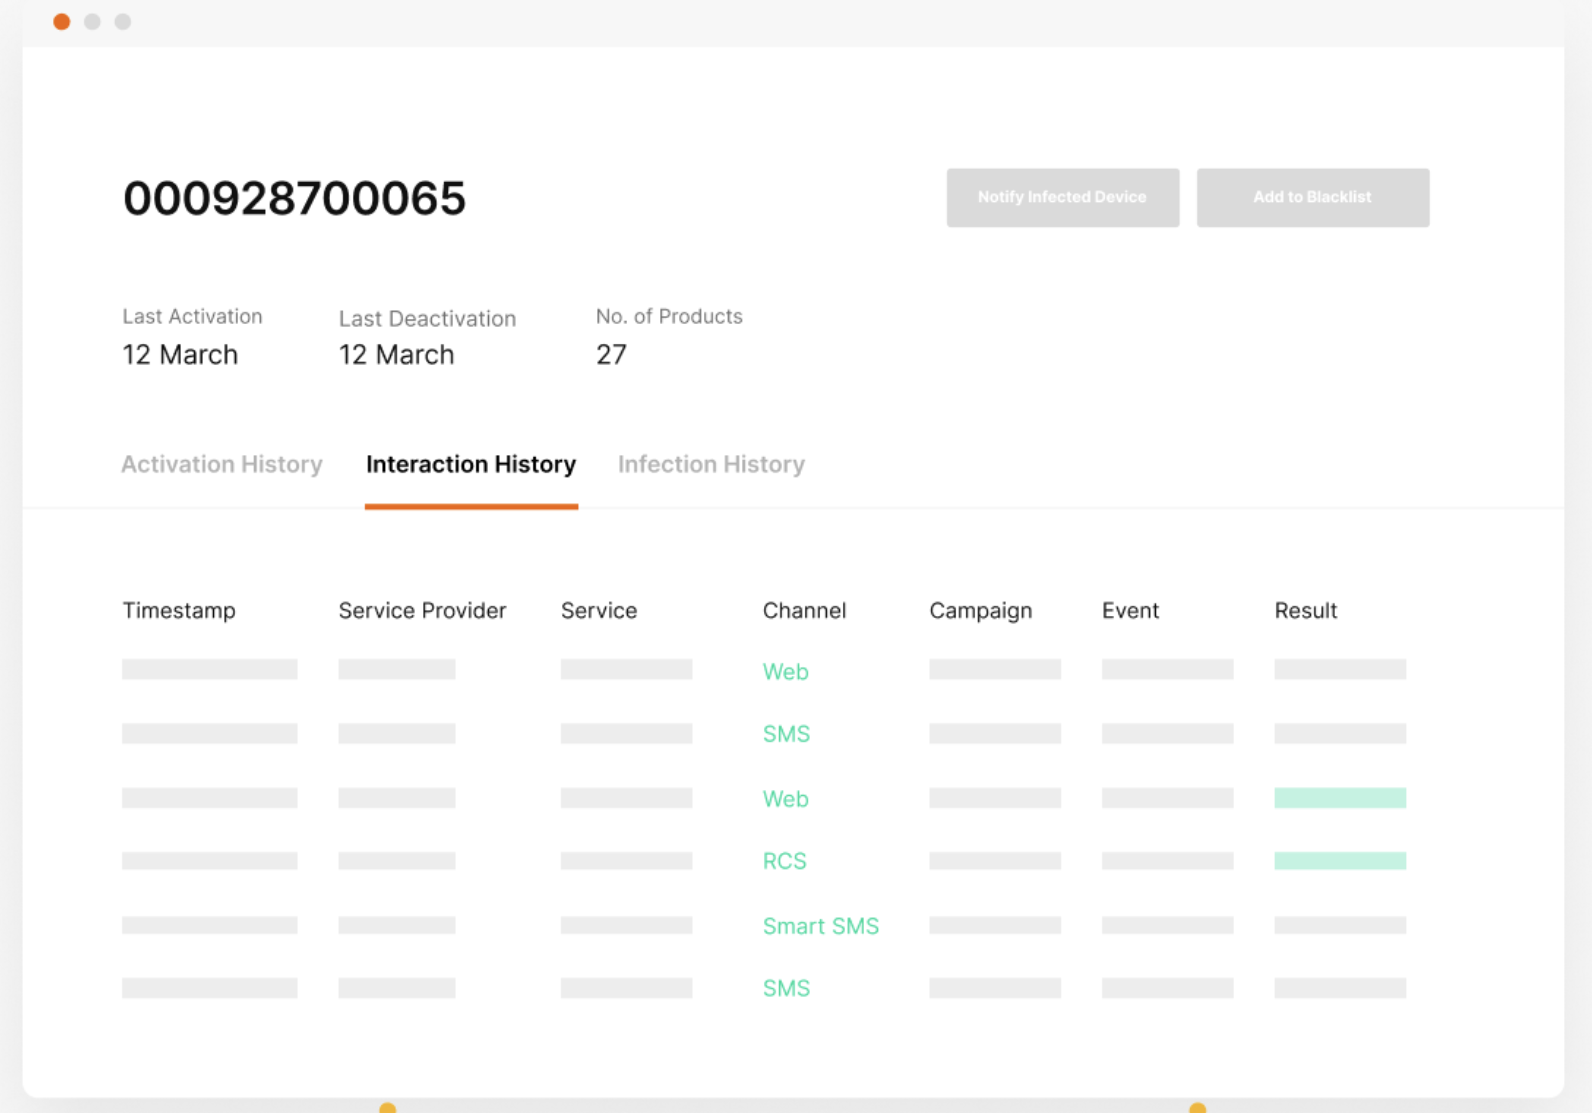 000928700065
Notify Infected Device
Add to Blacklist
Last Activation
Last Deactivation
No. of Products
12 March
12 March
27
Activation History
Interaction History
Infection History
Timestamp
Service Provider
Service
Channel
Campaign
Event
Result
Web
SMS
Web
RCS
Smart SMS
SMS